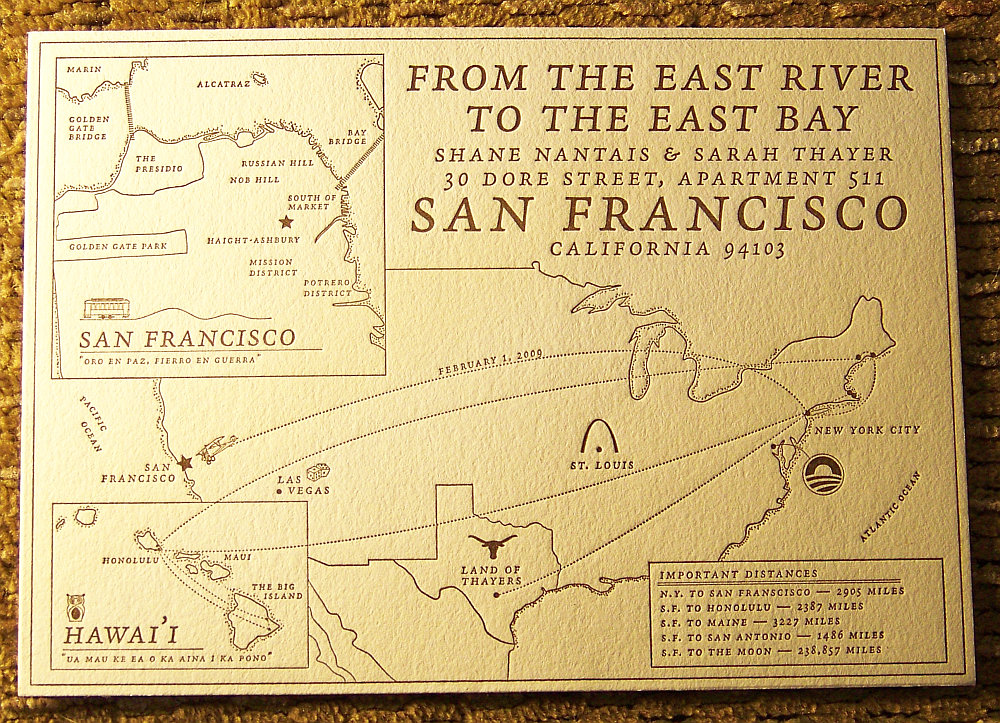 FROM THE EAST RIVER
TO THE EAST BAY
SHANE NANTAIS & SARAH THAYER
30 DORE STREET, APARTMENT 511
SAN FRANCISCO
CALIFORNIA 94103
MARIN
ALCATRAZ
GOLDEN
GATE
BRIDGE
BAY
BRIDGE
THE
PRESIDIO
RUSSIAN HILL
NOB HILL
SOUTH OF
MARKET
GOLDEN GATE PARK
HAIGHT-ASHBURY
MISSION
DISTRICT
POTRERO
DISTRICT
SAN FRANCISCO
"ORO EN PAZ, FIERRO EN GUERRA"
FEBRUARY 1, 2009
PACIFIC
OCEAN
SAN
FRANCISCO
LAS
VEGAS
ST. LOUIS
NEW YORK CITY
ATLANTIC OCEAN
LAND OF
THAYERS
HONOLULU
MAUI
THE BIG
ISLAND
HAWAI'I
"UA MAU KE EA O KA AINA I KA PONO"
IMPORTANT DISTANCES
N.Y. TO SAN FRANSCISCO — 2905 MILES
S.F. TO HONOLULU — 2387 MILES
S.F. TO MAINE — 3227 MILES
S.F. TO SAN ANTONIO — 1486 MILES
S.F. TO THE MOON — 238,857 MILES